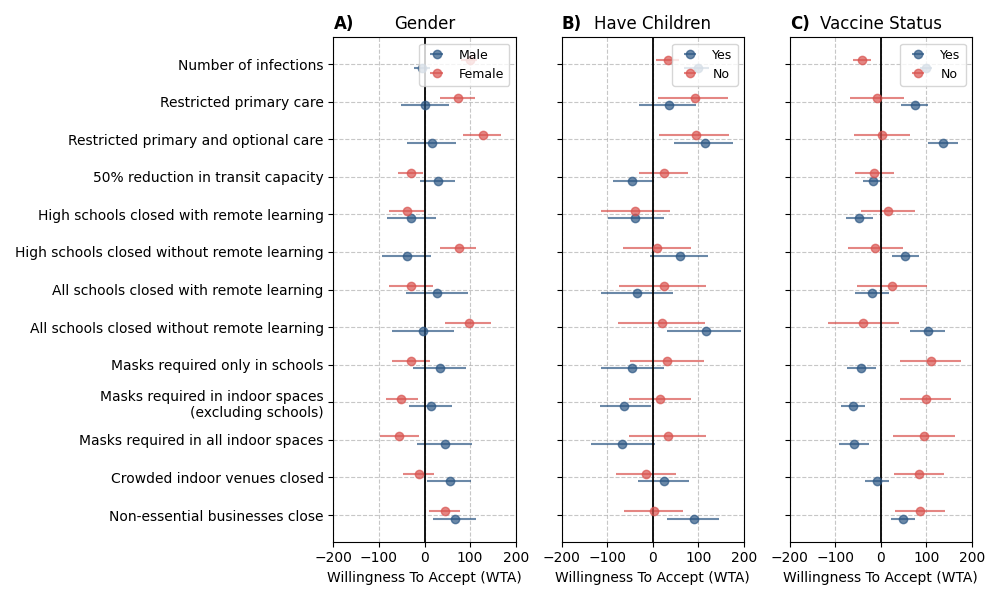 A) Gender
B) Have Children
C) Vaccine Status
Male
Female
Yes
No
Yes
No
Number of infections
Restricted primary care
Restricted primary and optional care
50% reduction in transit capacity
High schools closed with remote learning
High schools closed without remote learning
All schools closed with remote learning
All schools closed without remote learning
Masks required only in schools
Masks required in indoor spaces
(excluding schools)
Masks required in all indoor spaces
Crowded indoor venues closed
Non-essential businesses close
−200 −100 0 100 200
−200 −100 0 100 200
−200 −100 0 100 200
Willingness To Accept (WTA)
Willingness To Accept (WTA)
Willingness To Accept (WTA)